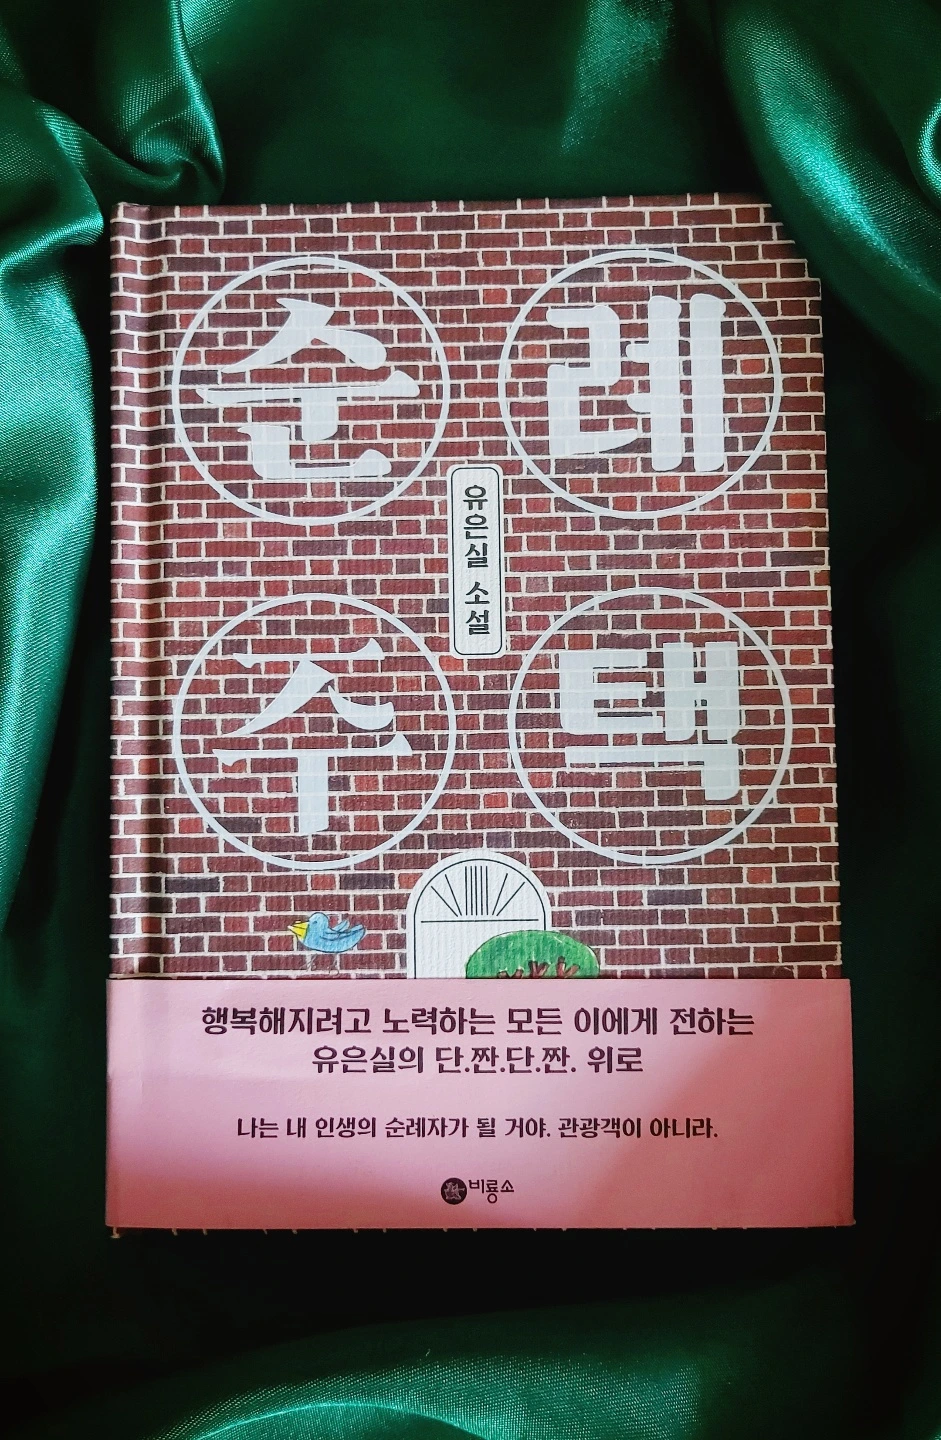 순례
유은실 소설
주택
행복해지려고 노력하는 모든 이에게 전하는
유은실의 단.짠.단.짠. 위로
나는 내 인생의 순례자가 될 거야. 관광객이 아니라.
비룡소